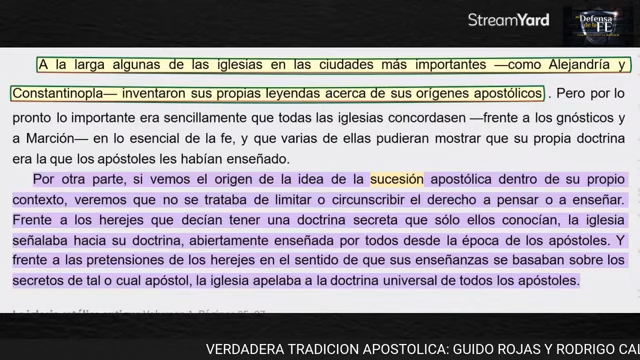 StreamYard
Defensa
de la
FE
A la larga algunas de las iglesias en las ciudades más importantes —como Alejandría y
Constantinopla— inventaron sus propias leyendas acerca de sus orígenes apostólicos. Pero por lo
pronto lo importante era sencillamente que todas las iglesias concordasen —frente a los gnósticos y
a Marción— en lo esencial de la fe, y que varias de ellas pudieran mostrar que su propia doctrina
era la que los apóstoles les habían enseñado.
Por otra parte, si vemos el origen de la idea de la sucesión apostólica dentro de su propio
contexto, veremos que no se trataba de limitar o circunscribir el derecho a pensar o a enseñar.
Frente a los herejes que decían tener una doctrina secreta que sólo ellos conocían, la iglesia
señalaba hacia su doctrina, abiertamente enseñada por todos desde la época de los apóstoles. Y
frente a las pretensiones de los herejes en el sentido de que sus enseñanzas se basaban sobre los
secretos de tal o cual apóstol, la iglesia apelaba a la doctrina universal de todos los apóstoles.
VERDADERA TRADICION APOSTOLICA: GUIDO ROJAS Y RODRIGO CAL